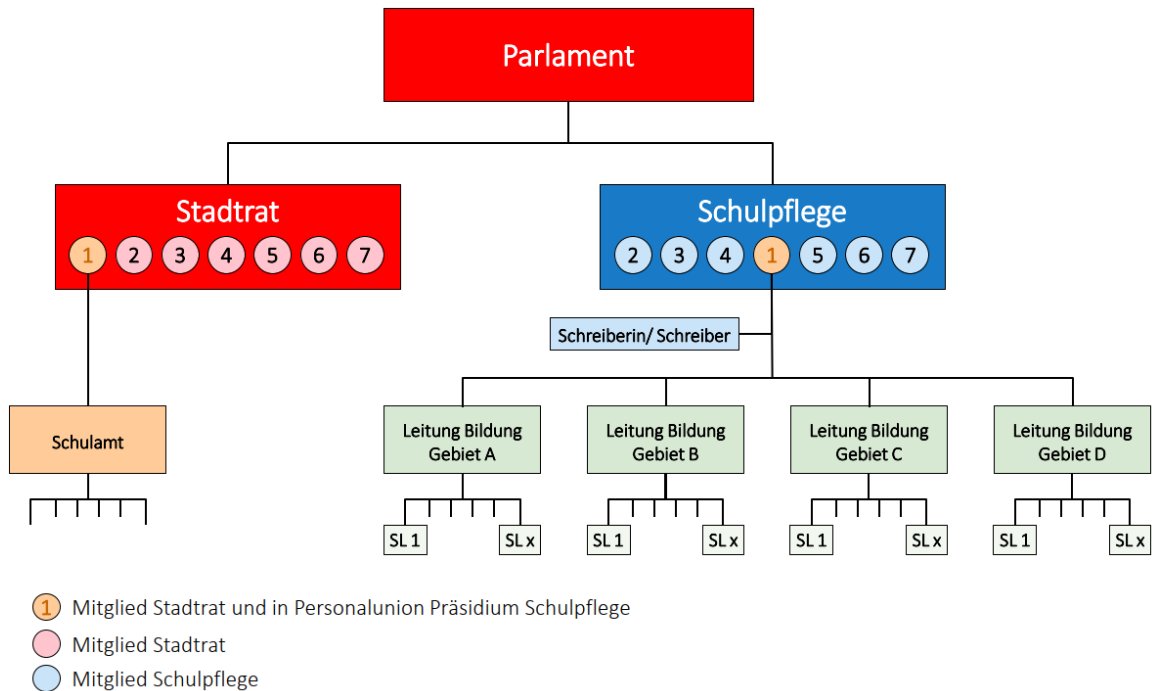 Parlament
Stadtrat
1 2 3 4 5 6 7
Schulpflege
2 3 4 1 5 6 7
Schreiberin/ Schreiber
Schulamt
Leitung Bildung
Gebiet A
Leitung Bildung
Gebiet B
Leitung Bildung
Gebiet C
Leitung Bildung
Gebiet D
SL 1
SL x
SL 1
SL x
SL 1
SL x
SL 1
SL x
1 Mitglied Stadtrat und in Personalunion Präsidium Schulpflege
Mitglied Stadtrat
Mitglied Schulpflege